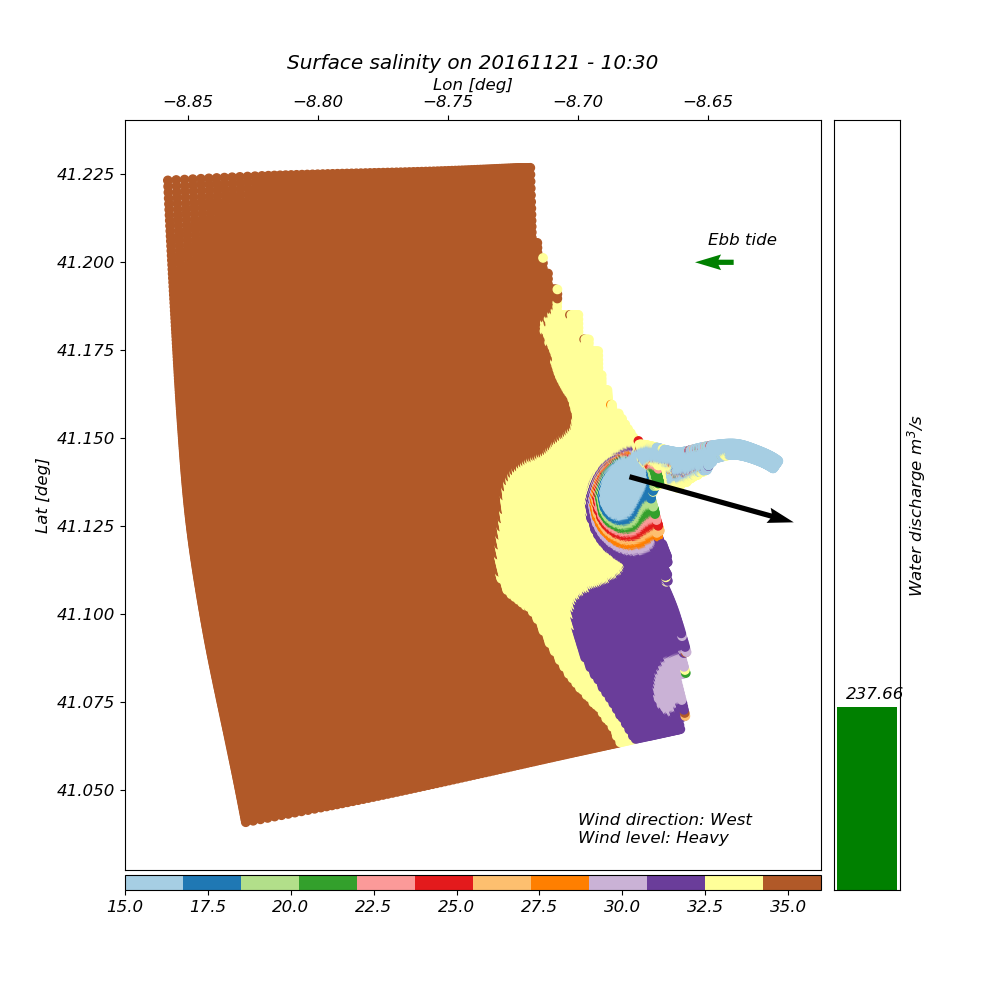 Surface salinity on 20161121 - 10:30
Lon [deg]
−8.85 −8.80 −8.75 −8.70 −8.65
41.225
41.200
41.175
41.150
41.125
41.100
41.075
41.050
Lat [deg]
Ebb tide
Wind direction: West
Wind level: Heavy
237.66
Water discharge m³/s
15.0 17.5 20.0 22.5 25.0 27.5 30.0 32.5 35.0